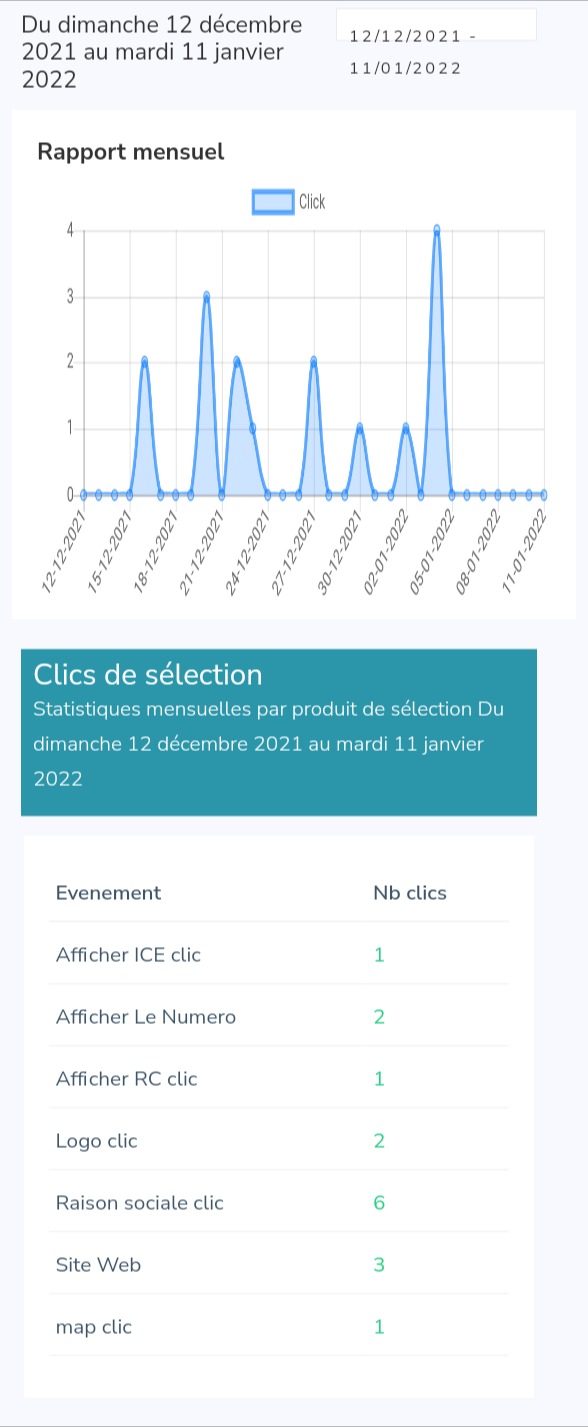 Du dimanche 12 décembre
2021 au mardi 11 janvier
2022
12/12/2021 -
11/01/2022
Rapport mensuel
Click
4
3
2
1
0
12-12-2021
15-12-2021
18-12-2021
21-12-2021
24-12-2021
27-12-2021
30-12-2021
02-01-2022
05-01-2022
08-01-2022
11-01-2022
Clics de sélection
Statistiques mensuelles par produit de sélection Du
dimanche 12 décembre 2021 au mardi 11 janvier
2022
Evenement Nb clics
Afficher ICE clic 1
Afficher Le Numero 2
Afficher RC clic 1
Logo clic 2
Raison sociale clic 6
Site Web 3
map clic 1